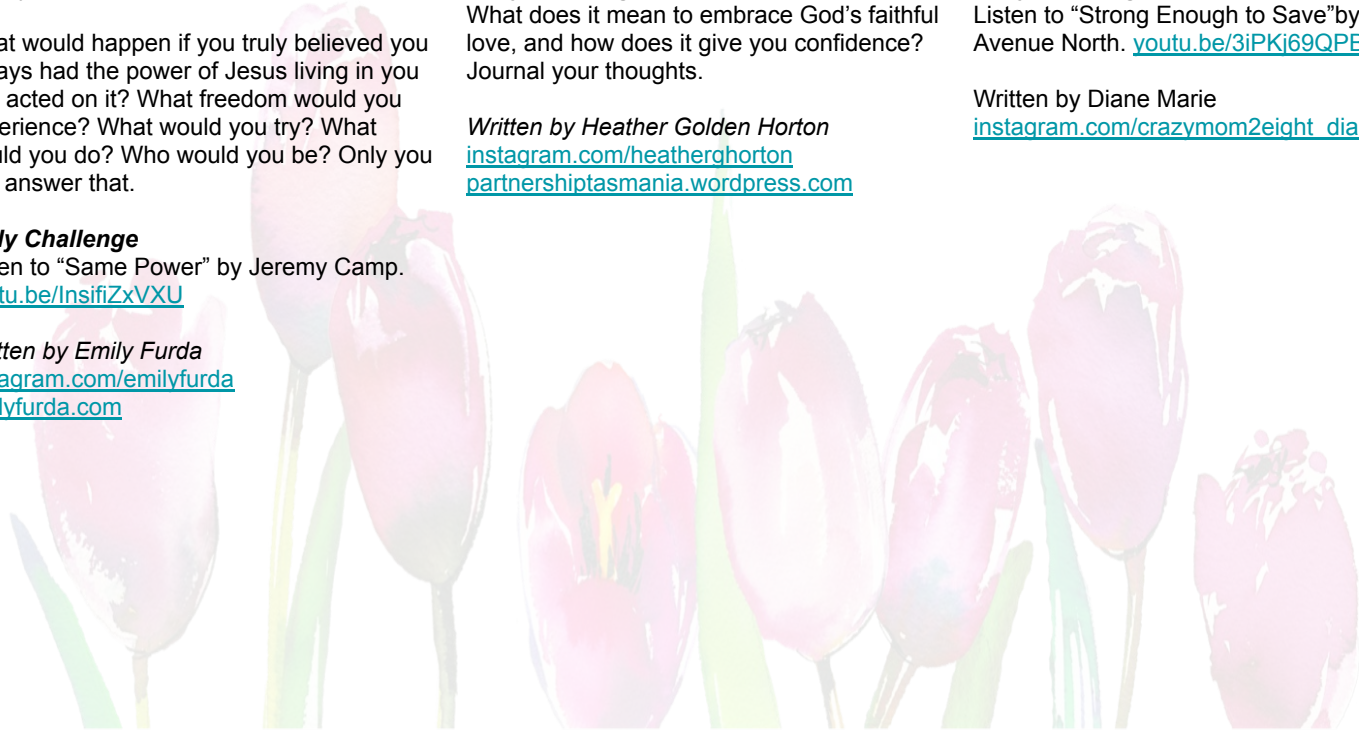 at would happen if you truly believed you
ays had the power of Jesus living in you
acted on it? What freedom would you
erience? What would you try? What
uld you do? Who would you be? Only you
answer that.
ly Challenge
en to “Same Power” by Jeremy Camp.
tu.be/InsifiZxVXU
tten by Emily Furda
agram.com/emilyfurda
lyfurda.com
What does it mean to embrace God’s faithful
love, and how does it give you confidence?
Journal your thoughts.
Written by Heather Golden Horton
instagram.com/heatherghorton
partnershiptasmania.wordpress.com
Listen to “Strong Enough to Save”by
Avenue North. youtu.be/3iPKj69QPE
Written by Diane Marie
instagram.com/crazymom2eight_dia